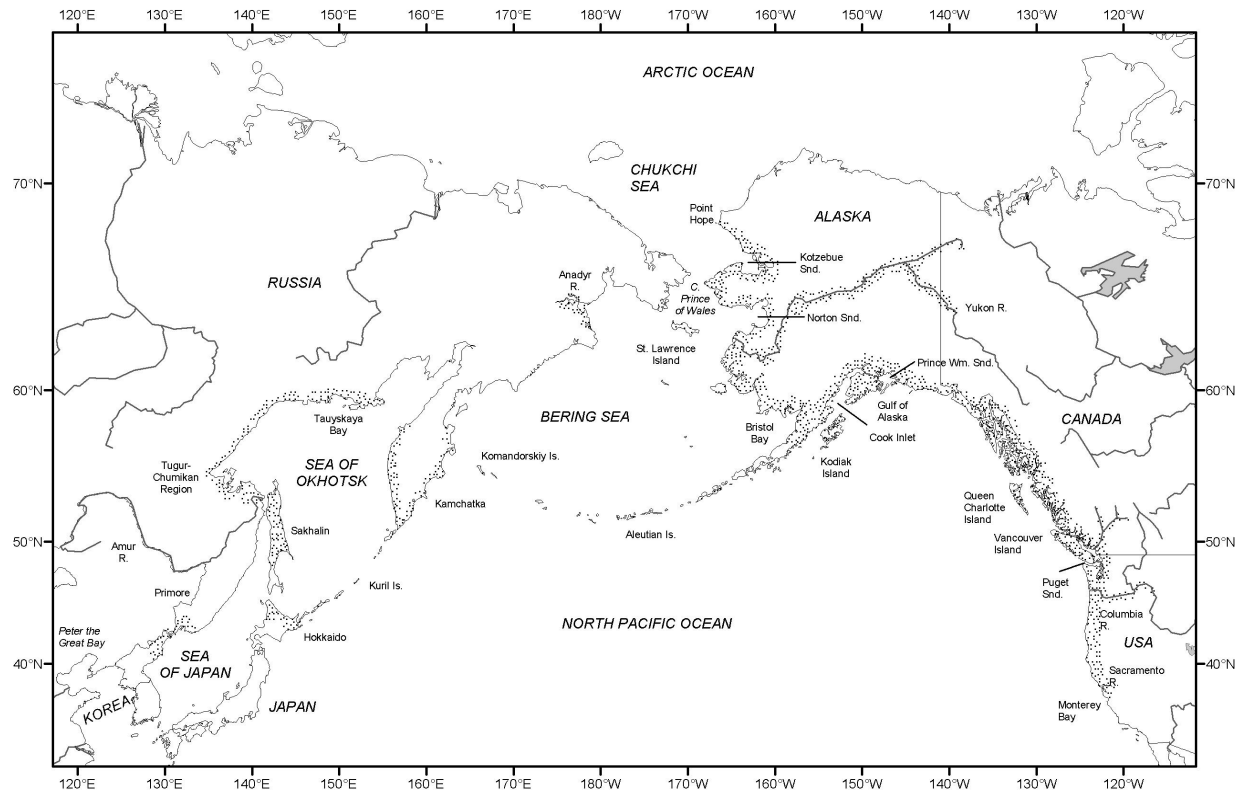 120°E 130°E 140°E 150°E 160°E 170°E 180°W 170°W 160°W 150°W 140°W 130°W 120°W
ARCTIC OCEAN
CHUKCHI
SEA
70°N
70°N
Point
Hope
ALASKA
Kotzebue
Snd.
RUSSIA
Anadyr
R.
C.
Prince
of Wales
Yukon R.
Norton Snd.
St. Lawrence
Island
Prince Wm. Snd.
60°N
60°N
Tauyskaya
Bay
BERING SEA
Bristol
Bay
Gulf of
Alaska
CANADA
Cook Inlet
Kodiak
Island
Tugur-
Chumikan
Region
SEA OF
OKHOTSK
Komandorskiy Is.
Kamchatka
Queen
Charlotte
Island
Sakhalin
Aleutian Is.
Vancouver
Island
50°N
50°N
Amur
R.
Primore
Kuril Is.
Puget
Snd.
Columbia
R.
Peter the
Great Bay
Hokkaido
NORTH PACIFIC OCEAN
USA
SEA
OF JAPAN
40°N
40°N
Sacramento
R.
KOREA
JAPAN
Monterey
Bay
120°E 130°E 140°E 150°E 160°E 170°E 180°W 170°W 160°W 150°W 140°W 130°W 120°W